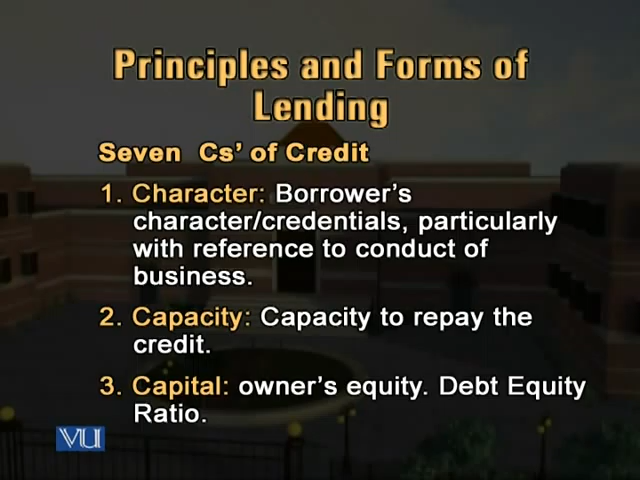 Principles and Forms of
Lending
Seven Cs' of Credit
1. Character: Borrower's
character/credentials, particularly
with reference to conduct of
business.
2. Capacity: Capacity to repay the
credit.
3. Capital: owner's equity. Debt Equity
Ratio.
VU